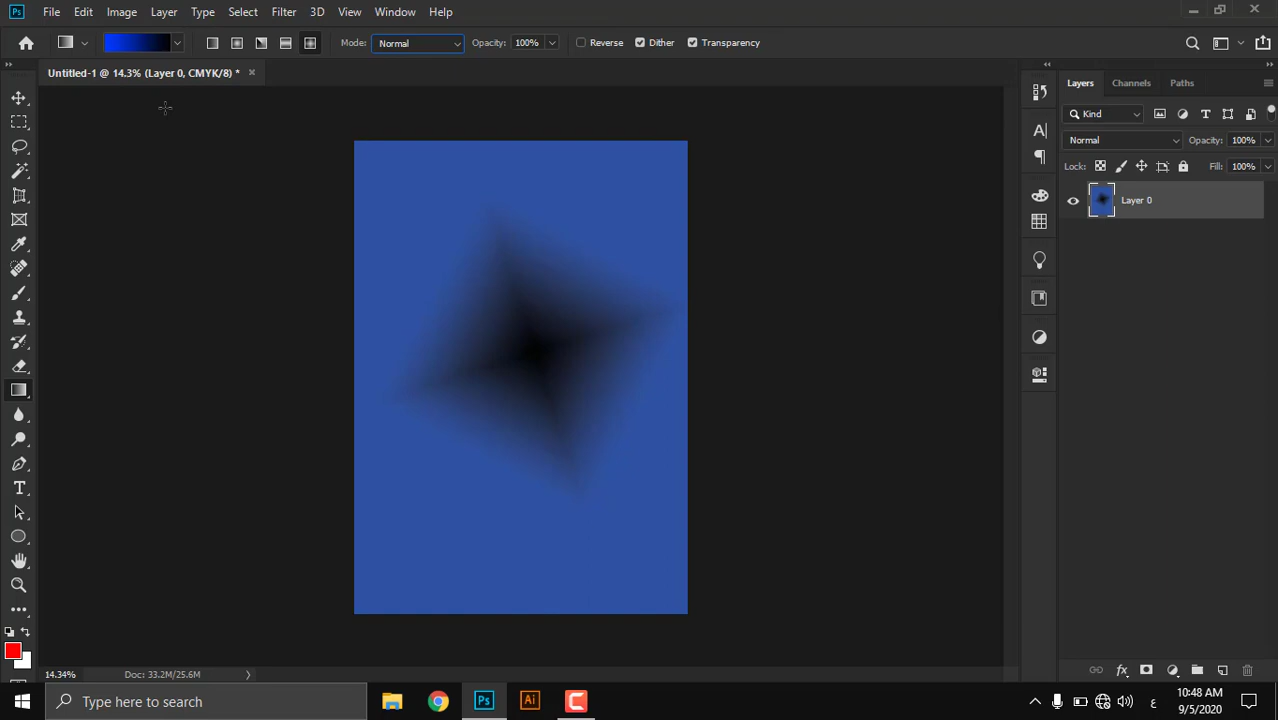 Ps File Edit Image Layer Type Select Filter 3D View Window Help
Mode: Normal Opacity: 100% Reverse Dither Transparency
Untitled-1 @ 14.3% (Layer 0, CMYK/8) * ×
Layers Channels Paths
Kind
Normal Opacity: 100%
Lock: Fill: 100%
Layer 0
14.34% Doc: 33.2M/25.6M
Type here to search
Ps Ai
ع
10:48 AM
9/5/2020